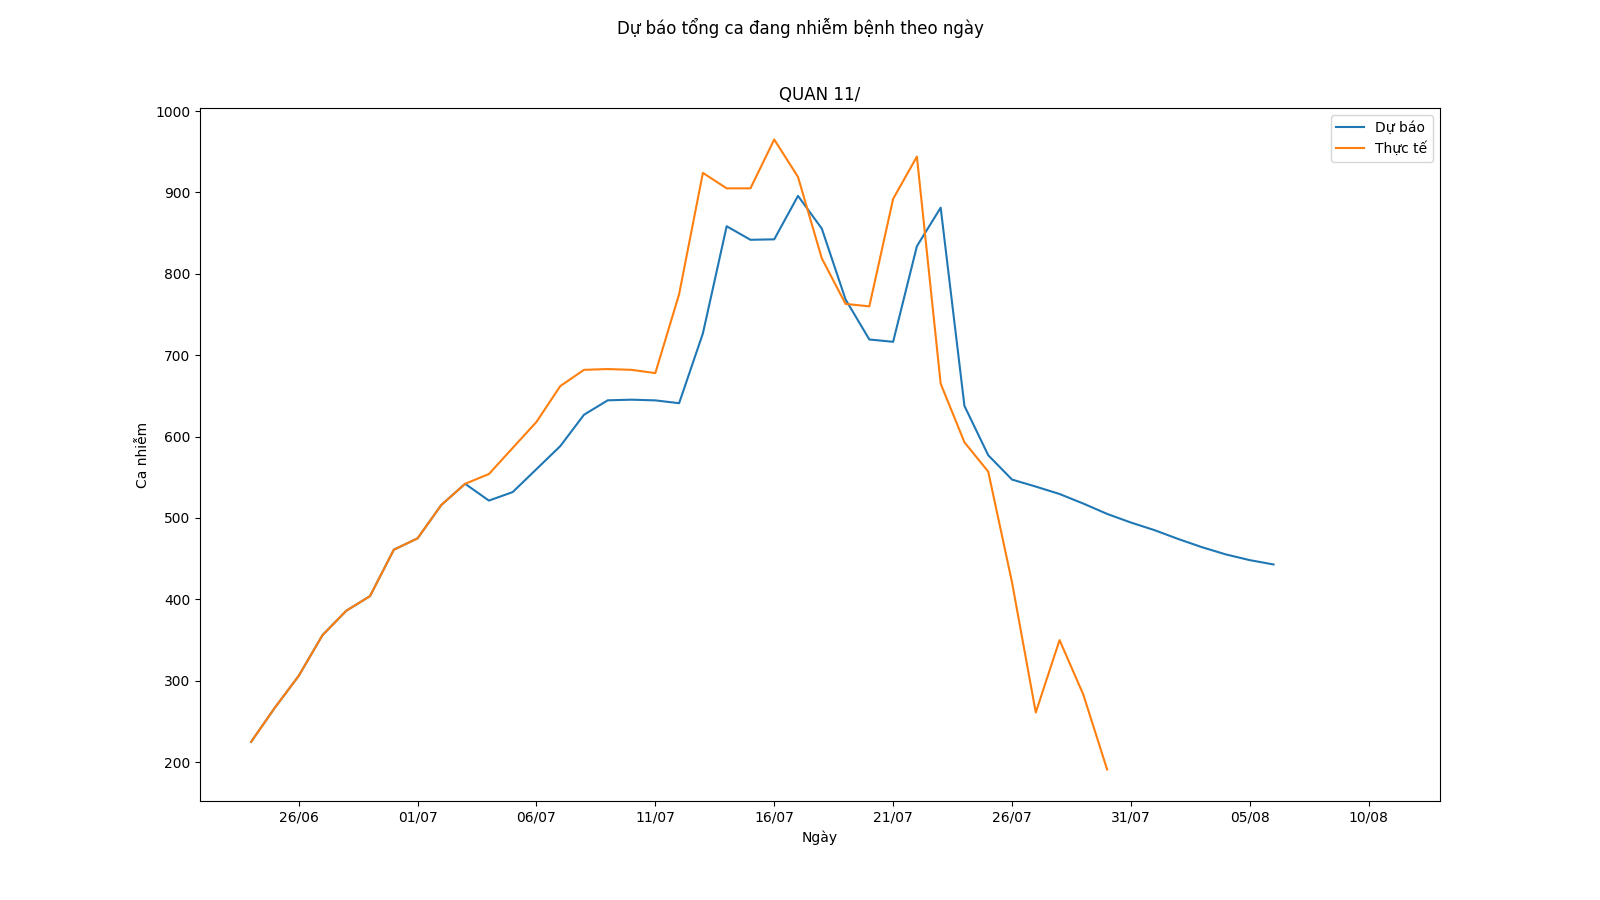 Dự báo tổng ca đang nhiễm bệnh theo ngày
QUAN 11/
Dự báo
Thực tế
1000
900
800
700
600
500
400
300
200
Ca nhiễm
26/06 01/07 06/07 11/07 16/07 21/07 26/07 31/07 05/08 10/08
Ngày